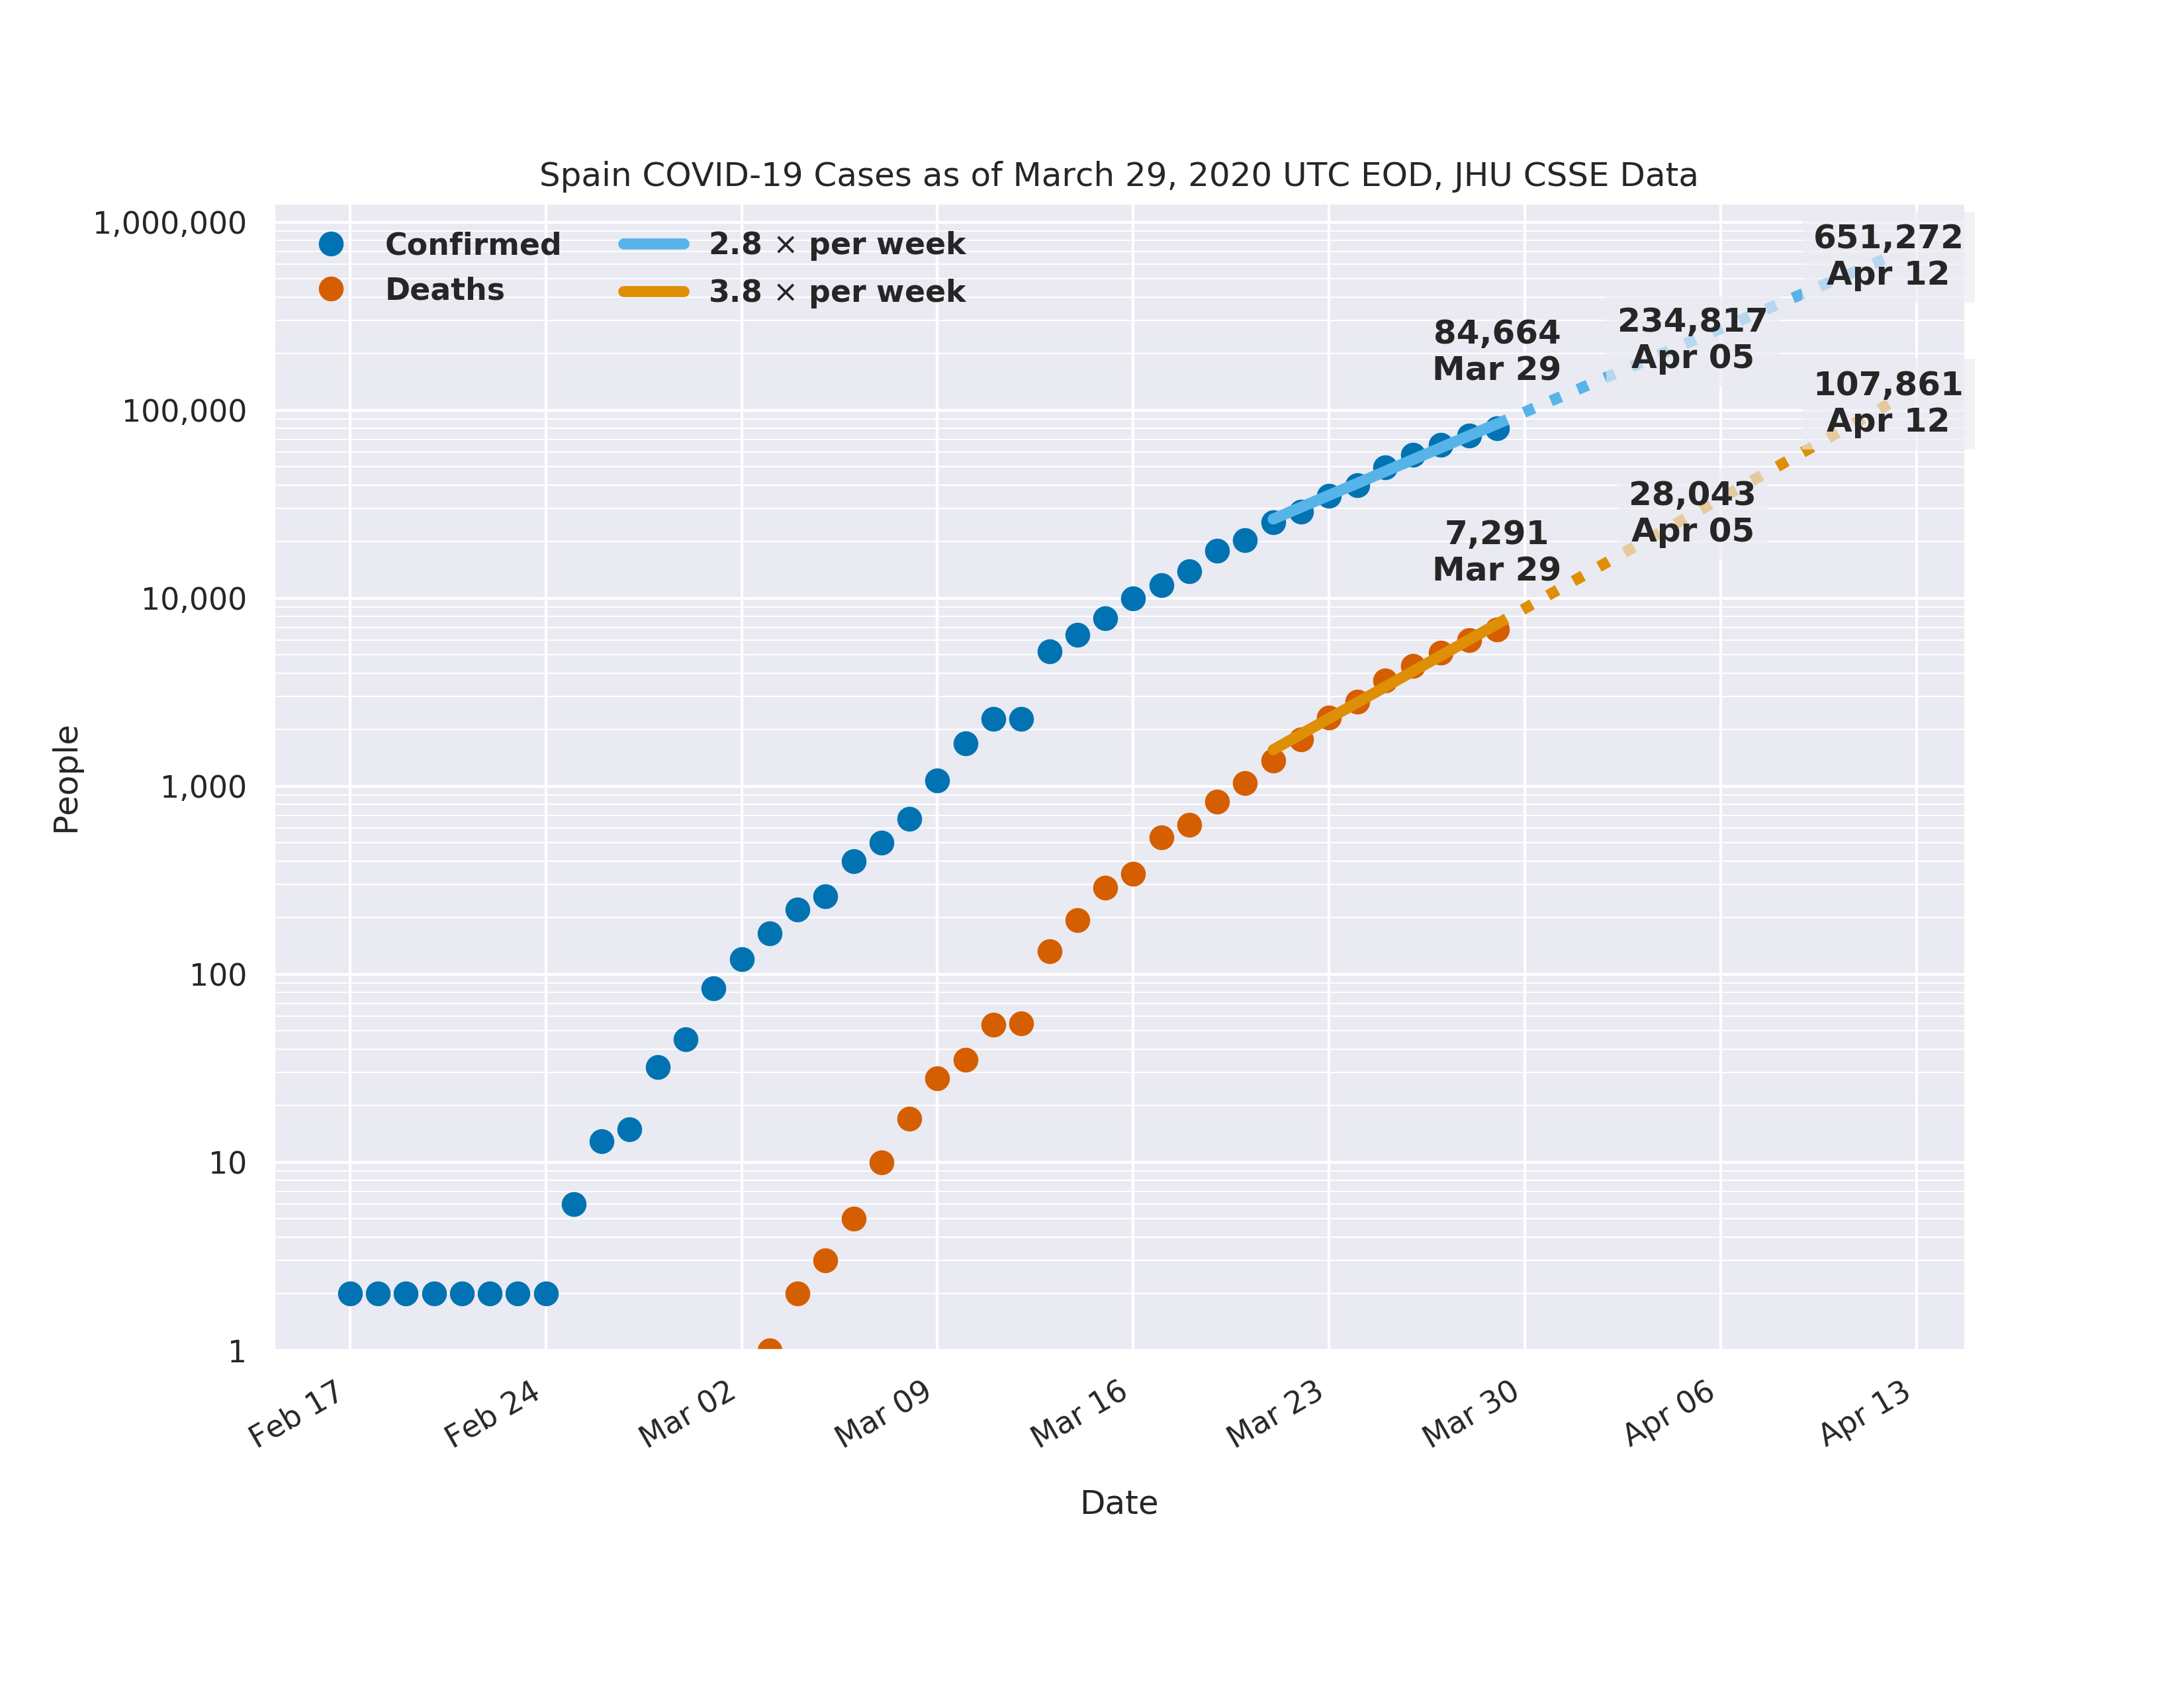 Spain COVID-19 Cases as of March 29, 2020 UTC EOD, JHU CSSE Data
1,000,000
100,000
10,000
1,000
100
10
1
People
Confirmed
Deaths
2.8 × per week
3.8 × per week
84,664
Mar 29
234,817
Apr 05
651,272
Apr 12
7,291
Mar 29
28,043
Apr 05
107,861
Apr 12
Feb 17
Feb 24
Mar 02
Mar 09
Mar 16
Mar 23
Mar 30
Apr 06
Apr 13
Date